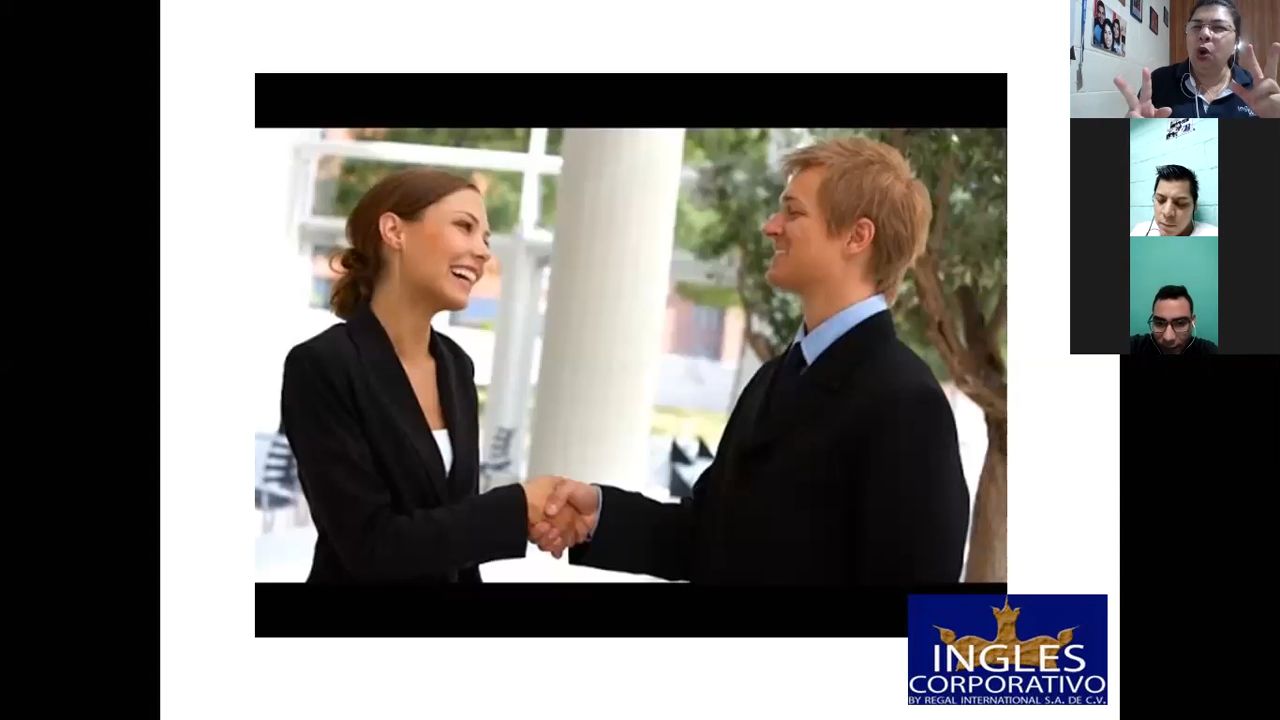 INGLES
CORPORATIVO
BY REGAL INTERNATIONAL S.A. DE C.V.